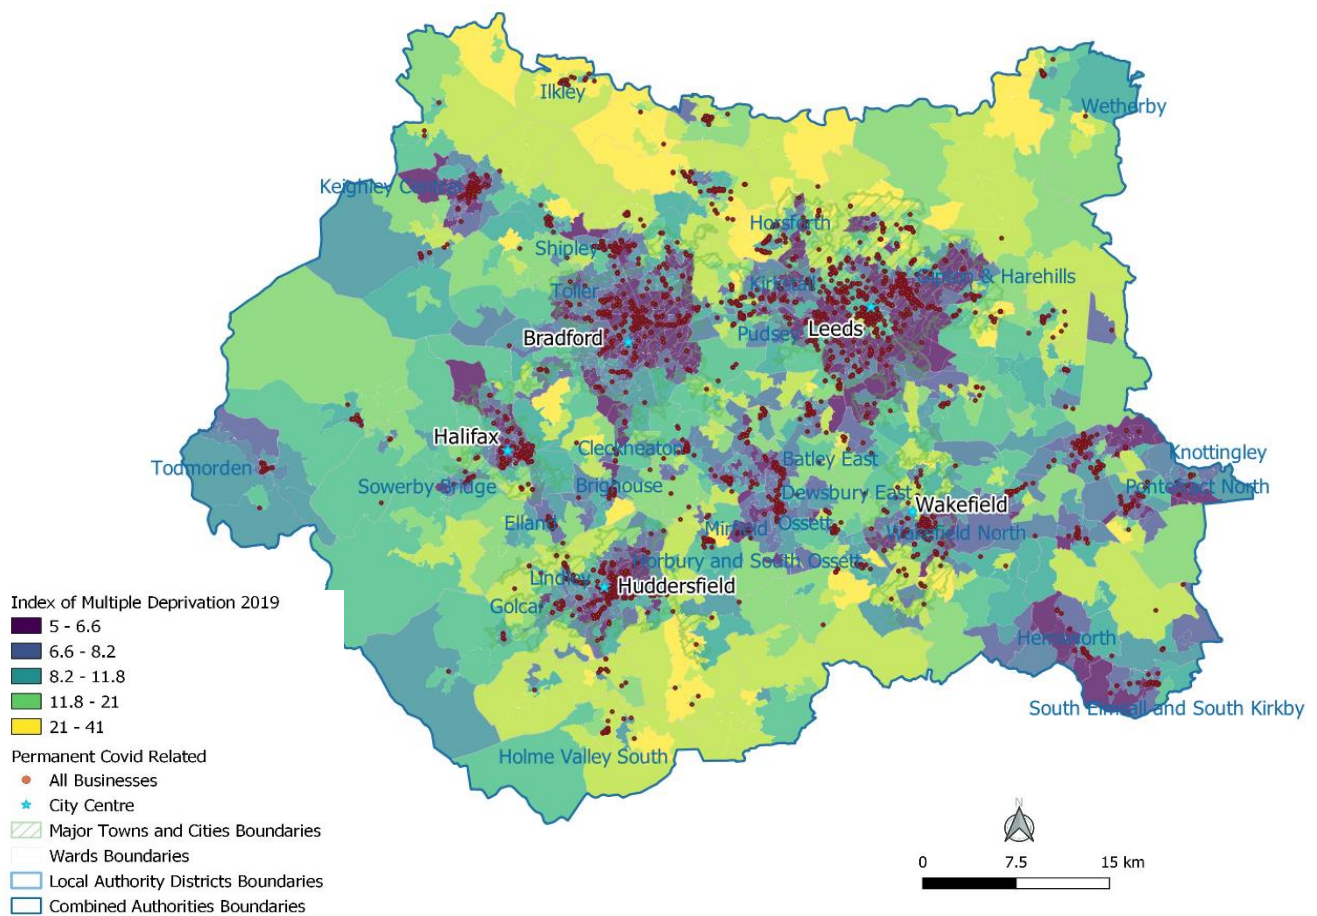 Ilkley
Wetherby
Keighley Central
Horsforth
Shipley
Gipton & Harehills
Toller
Kirkstall
Bradford
Pudsey
Leeds
Halifax
Cleckheaton
Batley East
Knottingley
Todmorden
Sowerby Bridge
Brighouse
Dewsbury East
Pontefract North
Wakefield
Elland
Mirfield
Ossett
Wakefield North
Horbury and South Ossett
Lindley
Huddersfield
Golcar
Hemsworth
South Elmsall and South Kirkby
Holme Valley South
Index of Multiple Deprivation 2019
5 - 6.6
6.6 - 8.2
8.2 - 11.8
11.8 - 21
21 - 41
Permanent Covid Related
All Businesses
City Centre
Major Towns and Cities Boundaries
Wards Boundaries
Local Authority Districts Boundaries
Combined Authorities Boundaries
N
0 7.5 15 km